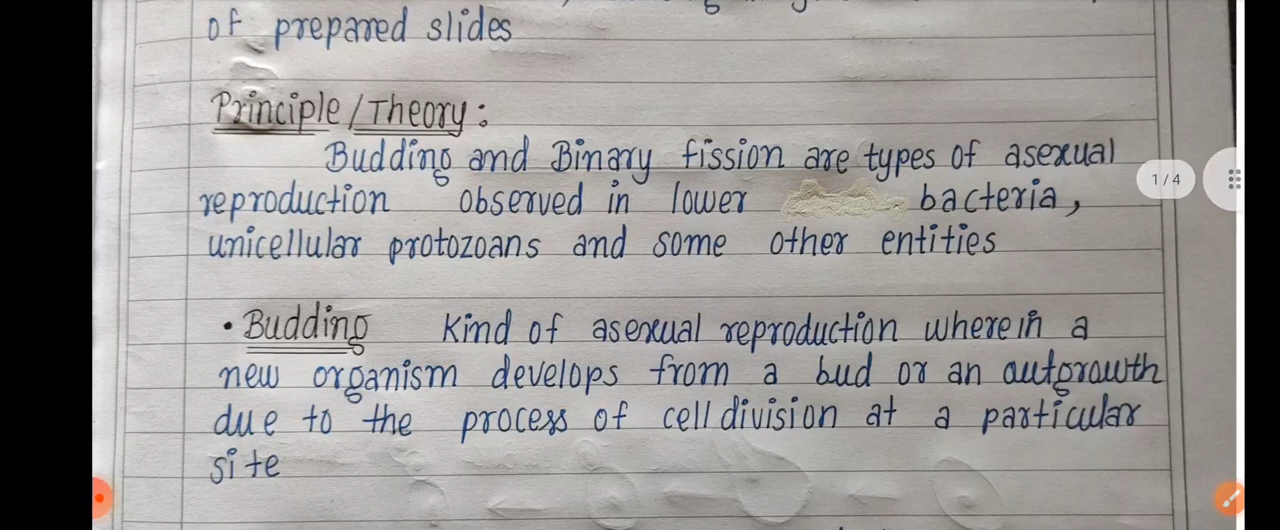 of prepared slides
Principle/Theory:
Budding and Binary fission are types of asexual
reproduction observed in lower bacteria,
unicellular protozoans and some other entities
1/4
• Budding Kind of asexual reproduction wherein a
new organism develops from a bud or an outgrowth
due to the process of cell division at a particular
site